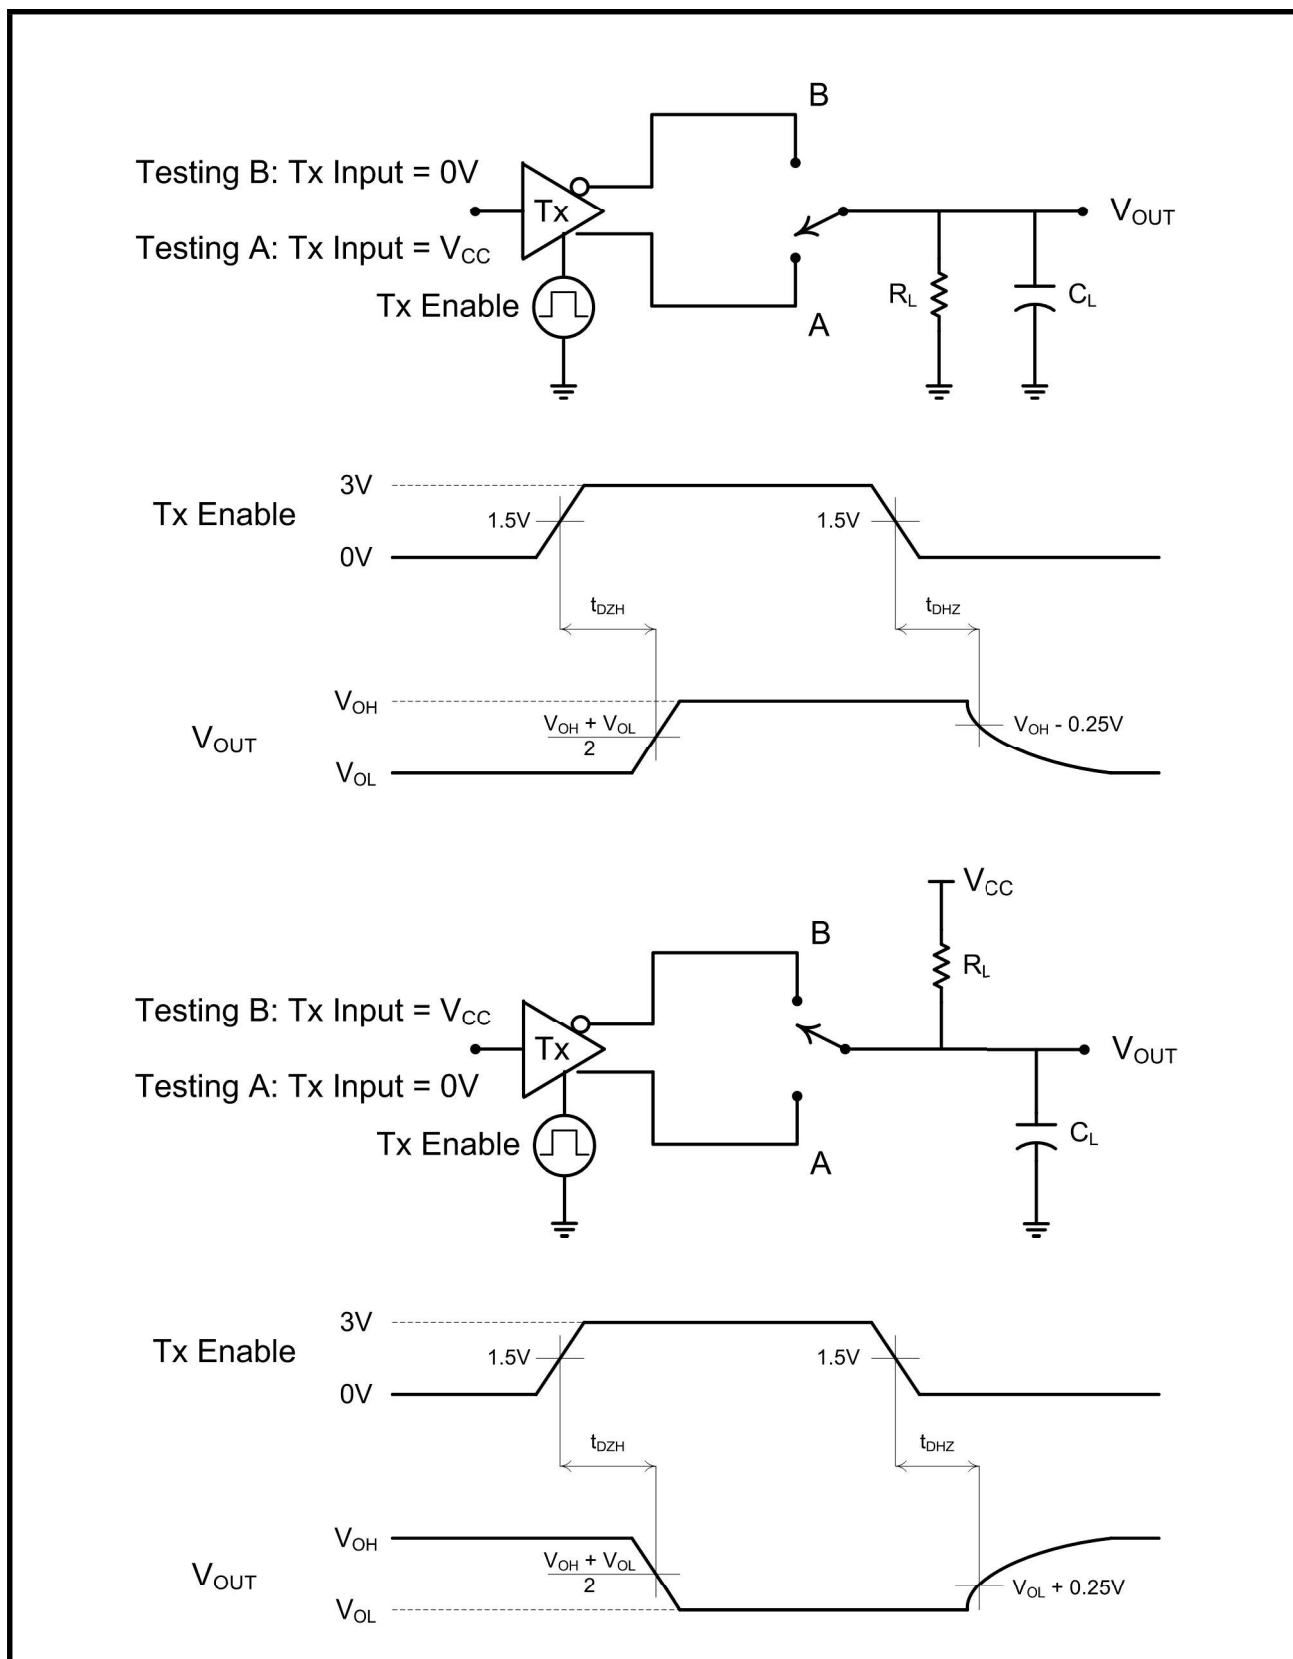 B
Testing B: Tx Input = 0V
Tx
VOUT
Testing A: Tx Input = VCC
Tx Enable
RL
CL
A
3V
Tx Enable
1.5V
1.5V
0V
tDZH
tDHZ
VOH
VOUT
VOH + VOL
2
VOH - 0.25V
VOL
VCC
B
RL
Testing B: Tx Input = VCC
Tx
VOUT
Testing A: Tx Input = 0V
Tx Enable
CL
A
3V
Tx Enable
1.5V
1.5V
0V
tDZH
tDHZ
VOH
VOUT
VOH + VOL
2
VOL + 0.25V
VOL